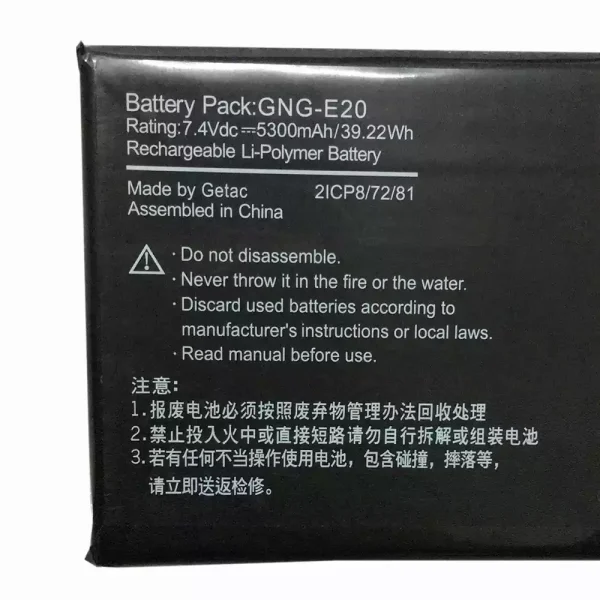 Battery Pack:GNG-E20
Rating:7.4Vdc⎓5300mAh/39.22Wh
Rechargeable Li-Polymer Battery
Made by Getac 2ICP8/72/81
Assembled in China
· Do not disassemble.
· Never throw it in the fire or the water.
· Discard used batteries according to
manufacturer's instructions or local laws.
· Read manual before use.
注意:
1.报废电池必须按照废弃物管理办法回收处理
2.禁止投入火中或直接短路请勿自行拆解或组装电池
3.若有任何不当操作使用电池，包含碰撞，摔落等，
请立即送返检修。